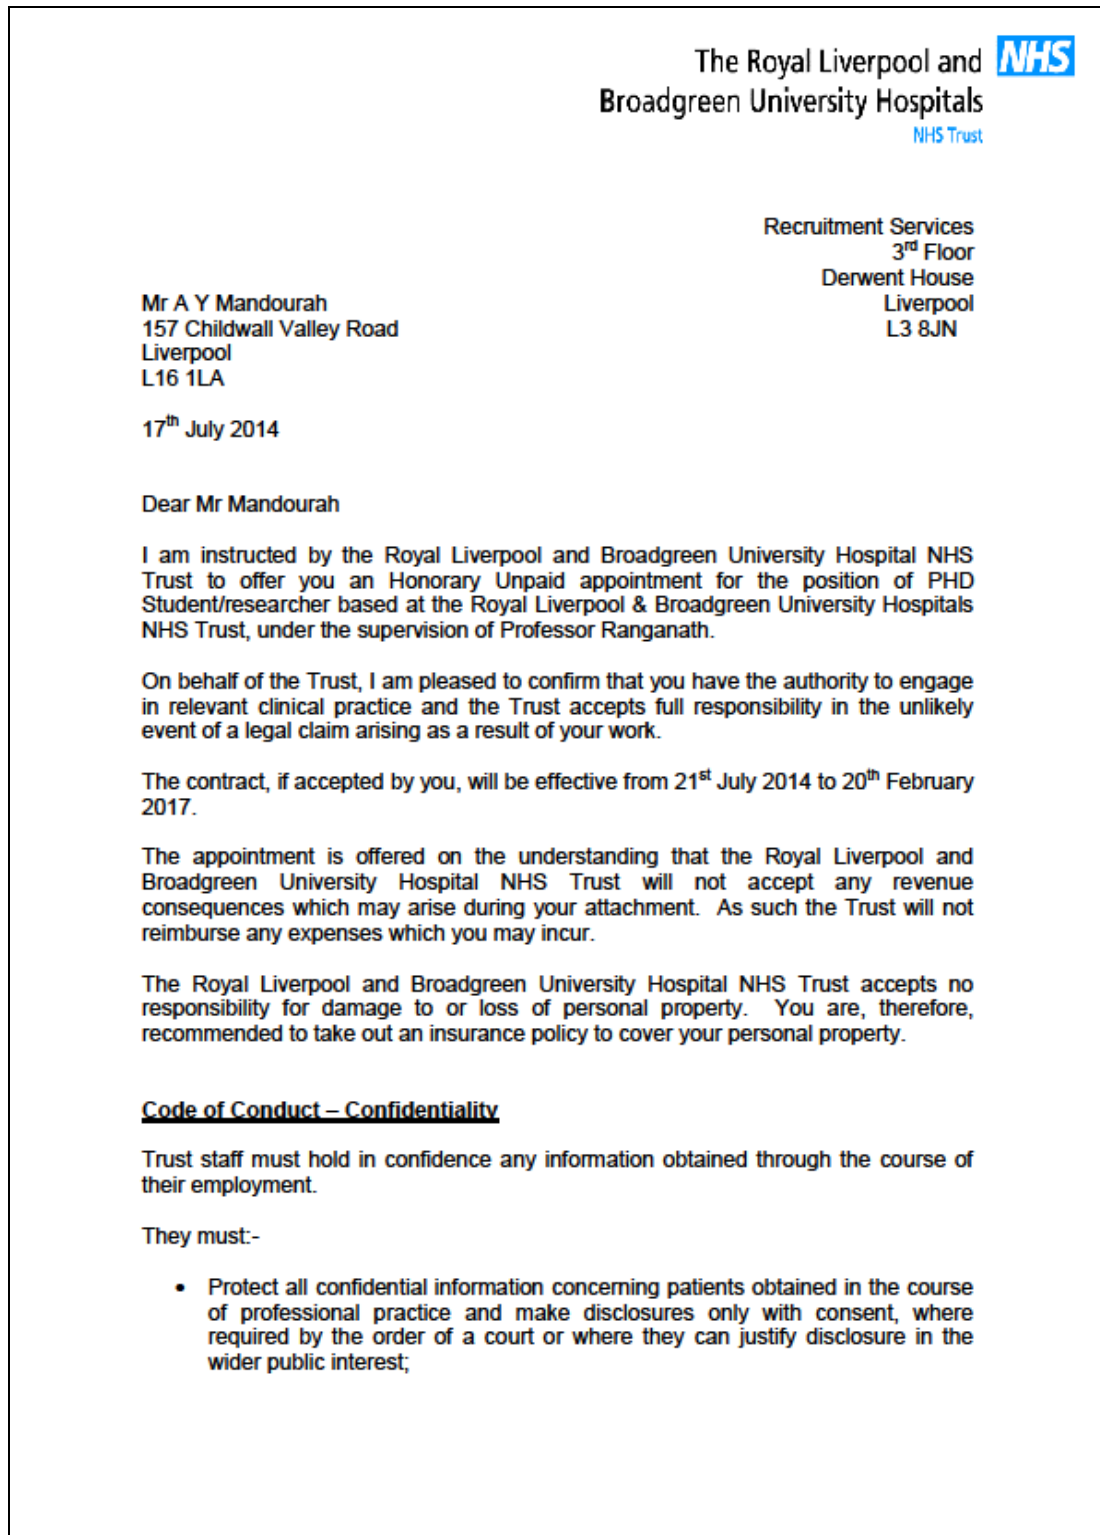 The Royal Liverpool and NHS
Broadgreen University Hospitals
NHS Trust
Recruitment Services
3rd Floor
Derwent House
Liverpool
L3 8JN
Mr A Y Mandourah
157 Childwall Valley Road
Liverpool
L16 1LA
17th July 2014
Dear Mr Mandourah
I am instructed by the Royal Liverpool and Broadgreen University Hospital NHS
Trust to offer you an Honorary Unpaid appointment for the position of PHD
Student/researcher based at the Royal Liverpool & Broadgreen University Hospitals
NHS Trust, under the supervision of Professor Ranganath.
On behalf of the Trust, I am pleased to confirm that you have the authority to engage
in relevant clinical practice and the Trust accepts full responsibility in the unlikely
event of a legal claim arising as a result of your work.
The contract, if accepted by you, will be effective from 21st July 2014 to 20th February
2017.
The appointment is offered on the understanding that the Royal Liverpool and
Broadgreen University Hospital NHS Trust will not accept any revenue
consequences which may arise during your attachment. As such the Trust will not
reimburse any expenses which you may incur.
The Royal Liverpool and Broadgreen University Hospital NHS Trust accepts no
responsibility for damage to or loss of personal property. You are, therefore,
recommended to take out an insurance policy to cover your personal property.
Code of Conduct – Confidentiality
Trust staff must hold in confidence any information obtained through the course of
their employment.
They must:-
• Protect all confidential information concerning patients obtained in the course
of professional practice and make disclosures only with consent, where
required by the order of a court or where they can justify disclosure in the
wider public interest;